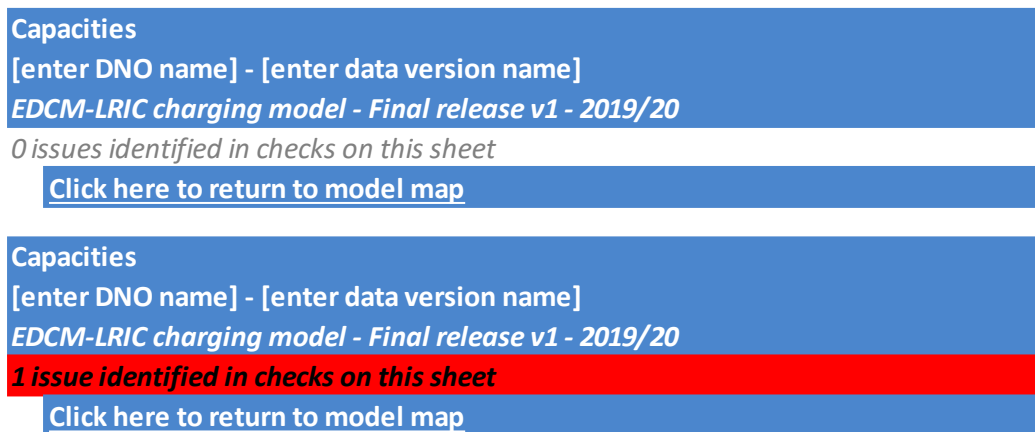 Capacities
[enter DNO name] - [enter data version name]
EDCM-LRIC charging model - Final release v1 - 2019/20
0 issues identified in checks on this sheet
Click here to return to model map
Capacities
[enter DNO name] - [enter data version name]
EDCM-LRIC charging model - Final release v1 - 2019/20
1 issue identified in checks on this sheet
Click here to return to model map